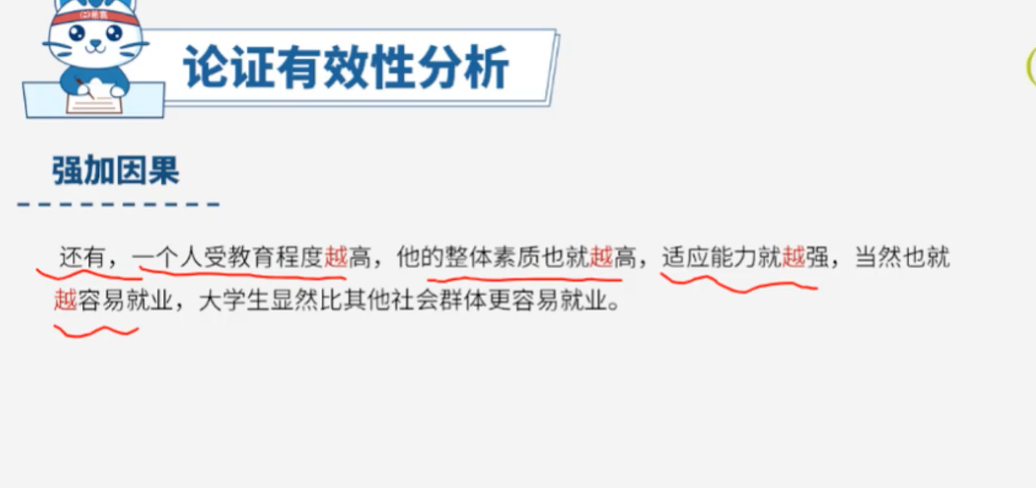 论证有效性分析
强加因果
还有，一个人受教育程度越高，他的整体素质也就越高，适应能力就越强，当然也就
越容易就业，大学生显然比其他社会群体更容易就业。